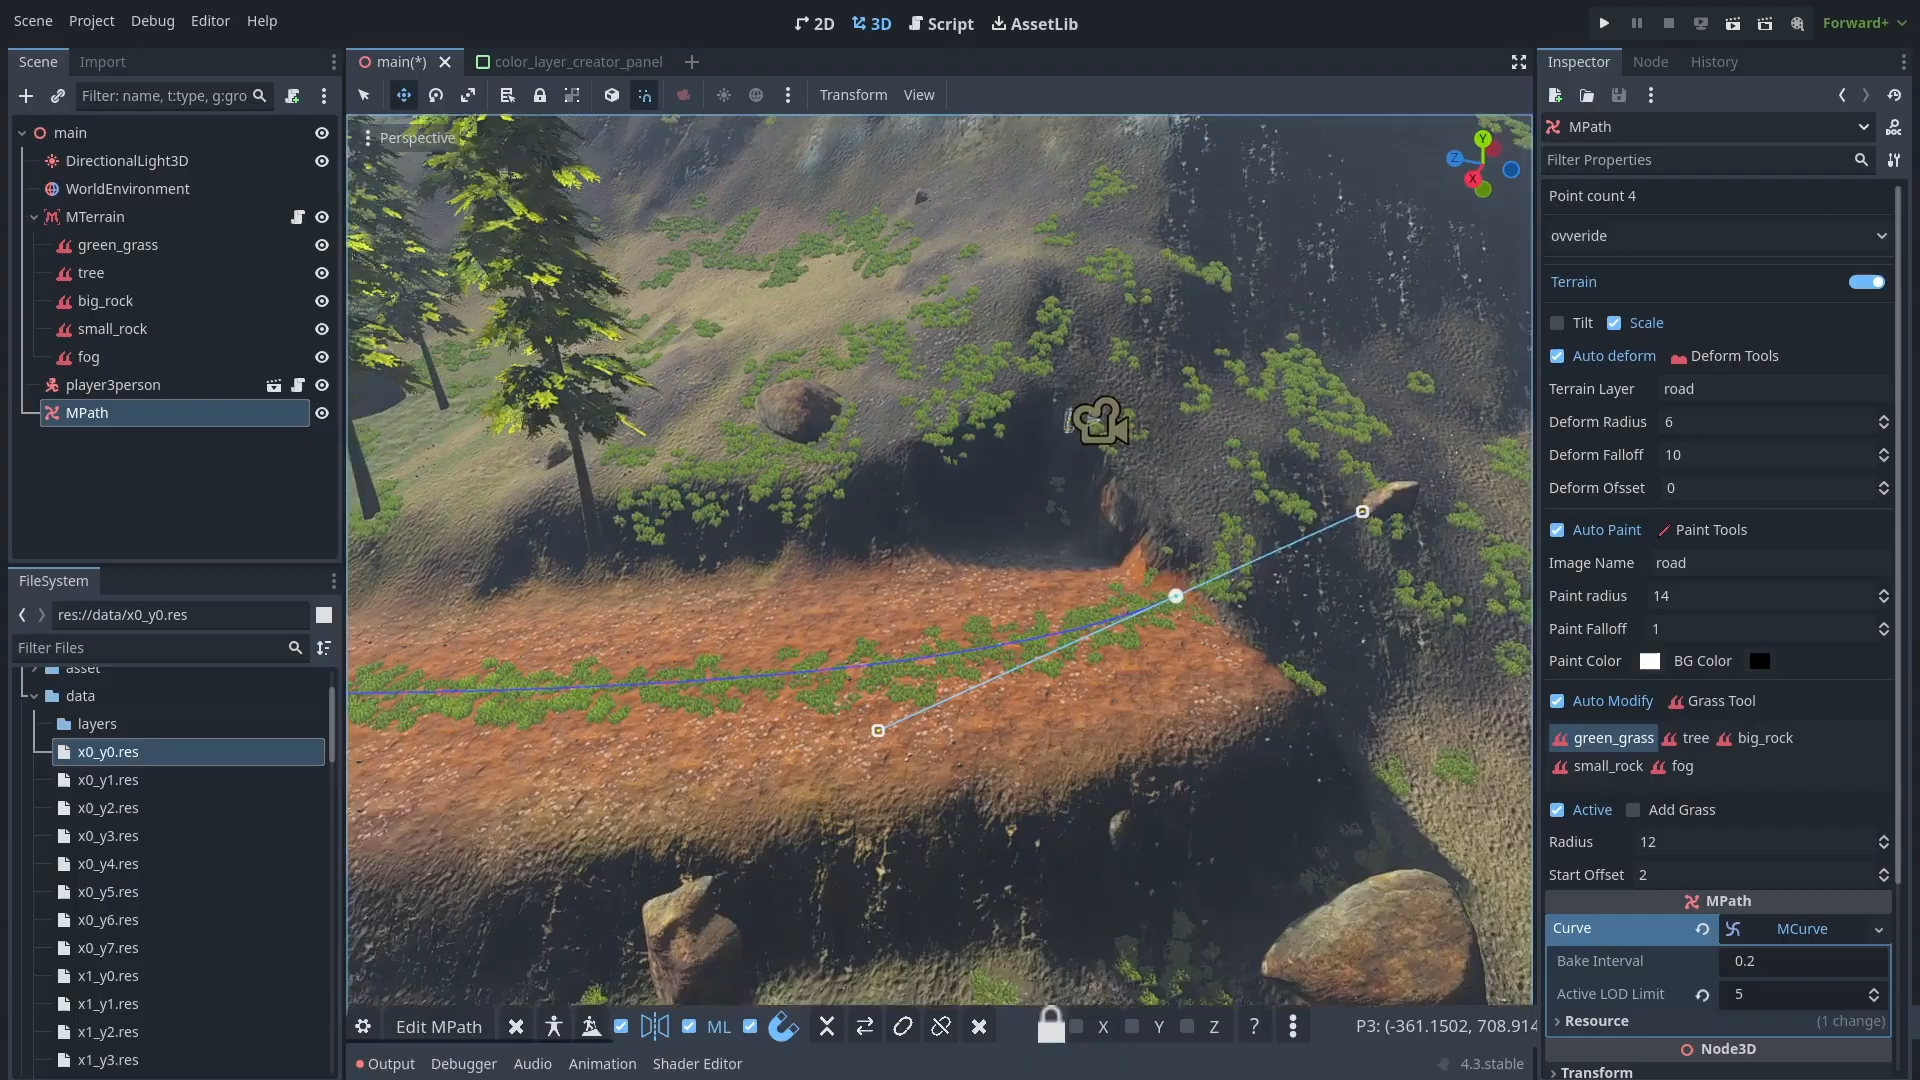 Scene Project Debug Editor Help
2D 3D Script AssetLib
Forward+
Scene Import
Filter: name, t:type, g:gro
main
DirectionalLight3D
WorldEnvironment
MTerrain
green_grass
tree
big_rock
small_rock
fog
player3person
MPath
FileSystem
res://data/x0_y0.res
Filter Files
asset
data
layers
x0_y0.res
x0_y1.res
x0_y2.res
x0_y3.res
x0_y4.res
x0_y5.res
x0_y6.res
x0_y7.res
x1_y0.res
x1_y1.res
x1_y2.res
x1_y3.res
main(*) color_layer_creator_panel
Transform View
Perspective
Y
Z
X
Edit MPath ML X Y Z ? P3: (-361.1502, 708.914
Output Debugger Audio Animation Shader Editor 4.3.stable
Inspector Node History
MPath
Filter Properties
Point count 4
ovveride
Terrain
Tilt Scale
Auto deform Deform Tools
Terrain Layer road
Deform Radius 6
Deform Falloff 10
Deform Ofsset 0
Auto Paint Paint Tools
Image Name road
Paint radius 14
Paint Falloff 1
Paint Color BG Color
Auto Modify Grass Tool
green_grass tree big_rock
small_rock fog
Active Add Grass
Radius 12
Start Offset 2
MPath
Curve MCurve
Bake Interval 0.2
Active LOD Limit 5
Resource (1 change)
Node3D
Transform